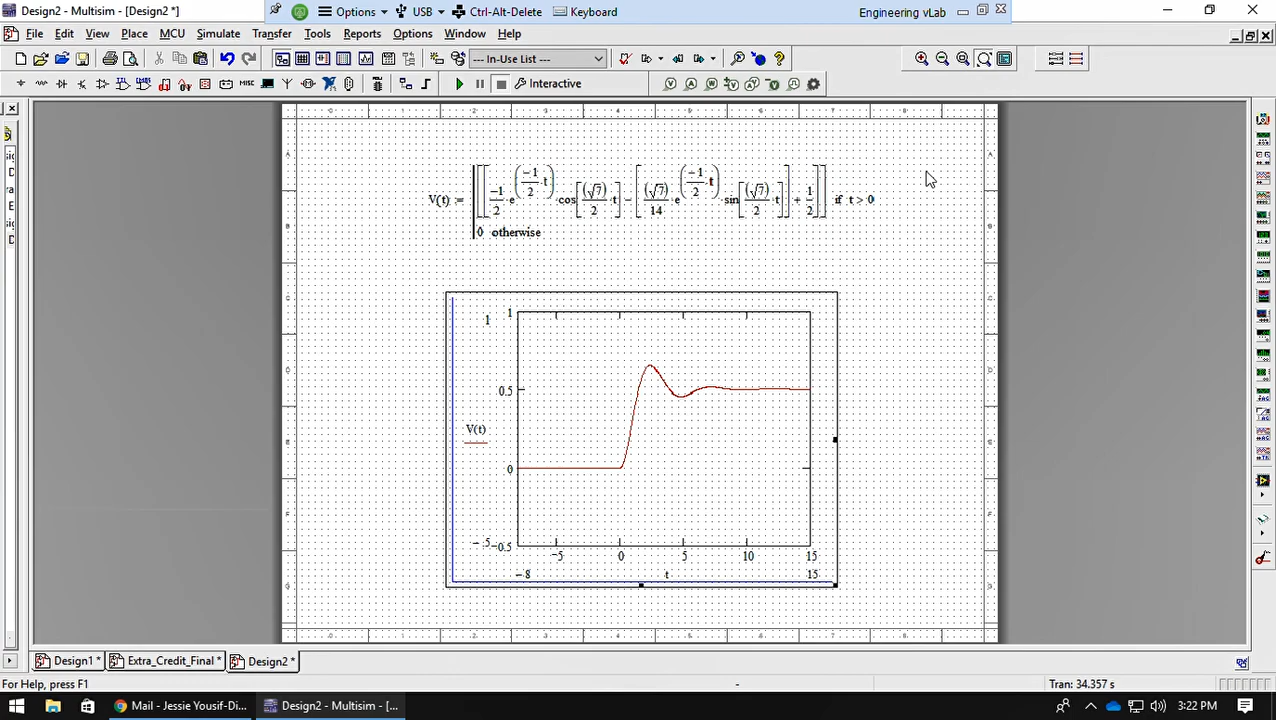 Design2 - Multisim - [Design2 *]
Options
USB
Ctrl-Alt-Delete
Keyboard
Engineering vLab
File Edit View Place MCU Simulate Transfer Tools Reports Options Window Help
--- In-Use List ---
Interactive
V(t) := [[[-1/2 · e^(-1/2 · t) · cos[(√7)/2 · t] - [(√7)/14 · e^(-1/2 · t) · sin[(√7)/2 · t]]] + 1/2]] if t > 0
0 otherwise
1
1
0.5
V(t)
0
-.5
-0.5
-5 0 5 10 15
-8 t 15
Design1 *
Extra_Credit_Final *
Design2 *
For Help, press F1
-
Tran: 34.357 s
Mail - Jessie Yousif-Di...
Design2 - Multisim - [...
3:22 PM